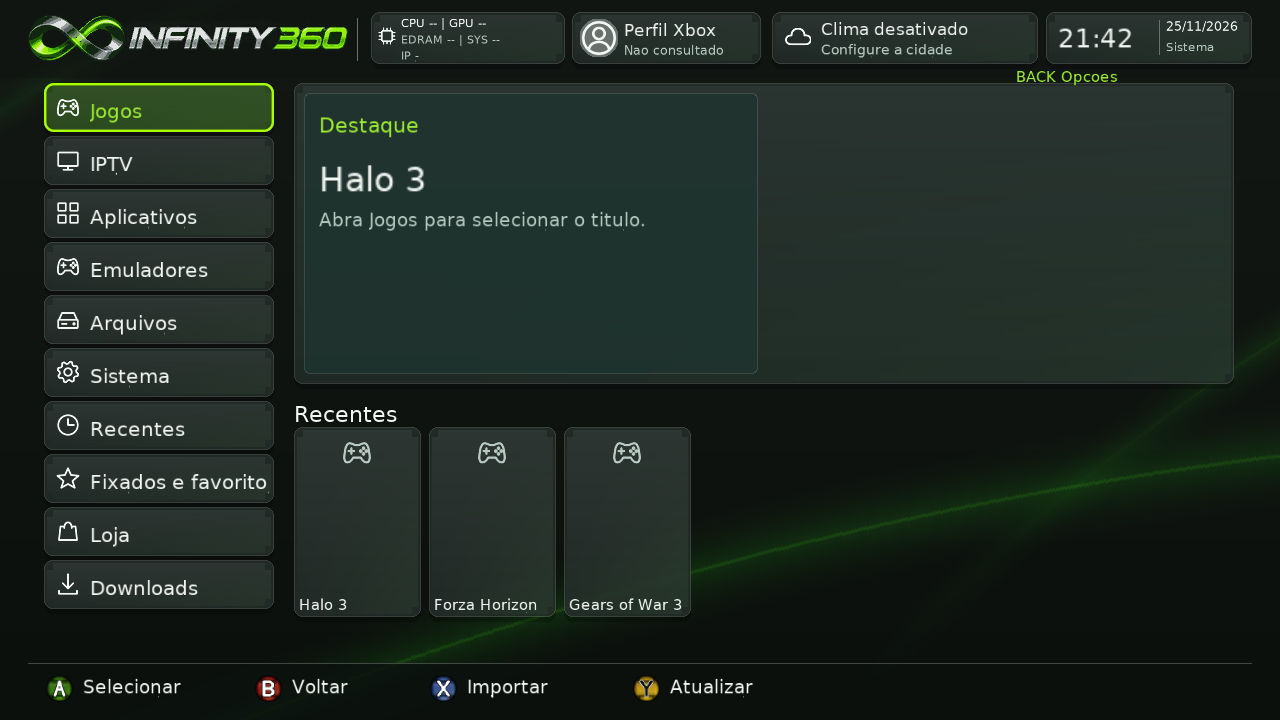 INFINITY 360
CPU -- | GPU --
EDRAM -- | SYS --
IP -
Perfil Xbox
Nao consultado
Clima desativado
Configure a cidade
21:42
25/11/2026
Sistema
BACK Opcoes
Jogos
IPTV
Aplicativos
Emuladores
Arquivos
Sistema
Recentes
Fixados e favorito
Loja
Downloads
Destaque
Halo 3
Abra Jogos para selecionar o titulo.
Recentes
Halo 3
Forza Horizon
Gears of War 3
A Selecionar
B Voltar
X Importar
Y Atualizar